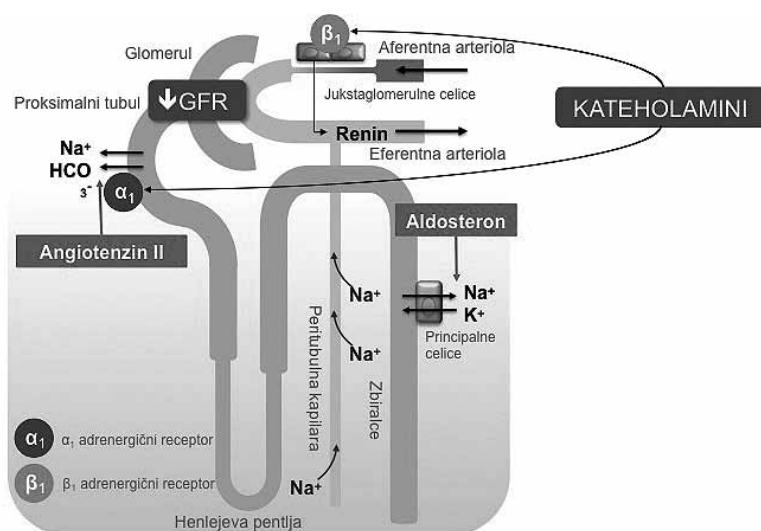 β1
Glomerul
Aferentna arteriola
Jukstaglomerulne celice
Proksimalni tubul
↓GFR
KATEHOLAMINI
Renin
Eferentna arteriola
Na+
HCO
3-
α1
Angiotenzin II
Aldosteron
Na+
K+
Principalne
celice
Na+
Na+
Na+
Peritubulna kapilara
Zbiralce
α1 α1 adrenergični receptor
β1 β1 adrenergični receptor
Henlejeva pentlja